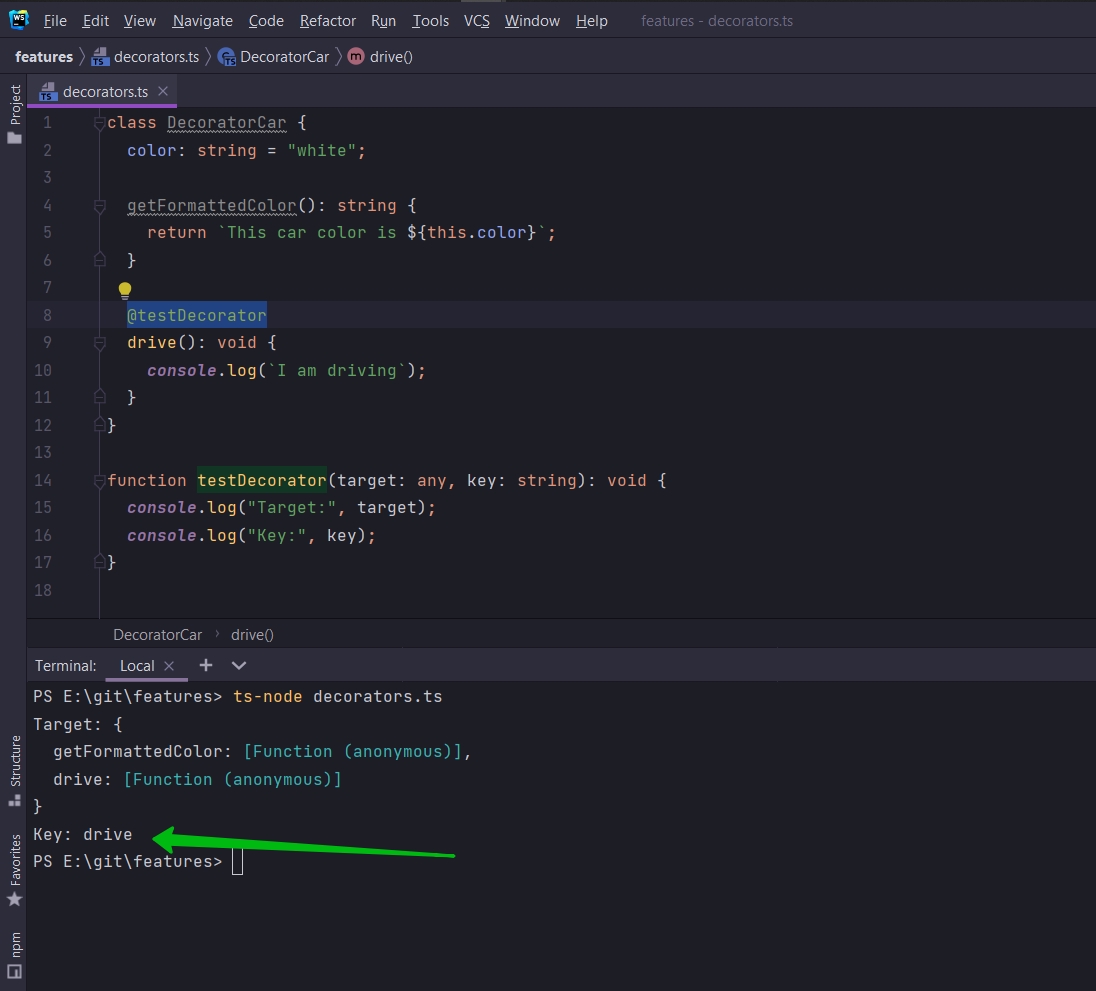 WS File Edit View Navigate Code Refactor Run Tools VCS Window Help features - decorators.ts
features TS decorators.ts C TS DecoratorCar m drive()
Project
TS decorators.ts
1 class DecoratorCar {
2 color: string = "white";
3
4 getFormattedColor(): string {
5 return `This car color is ${this.color}`;
6 }
7
8 @testDecorator
9 drive(): void {
10 console.log(`I am driving`);
11 }
12 }
13
14 function testDecorator(target: any, key: string): void {
15 console.log("Target:", target);
16 console.log("Key:", key);
17 }
18
DecoratorCar › drive()
Terminal: Local
PS E:\git\features> ts-node decorators.ts
Target: {
getFormattedColor: [Function (anonymous)],
drive: [Function (anonymous)]
}
Key: drive
PS E:\git\features>
Structure
Favorites
npm